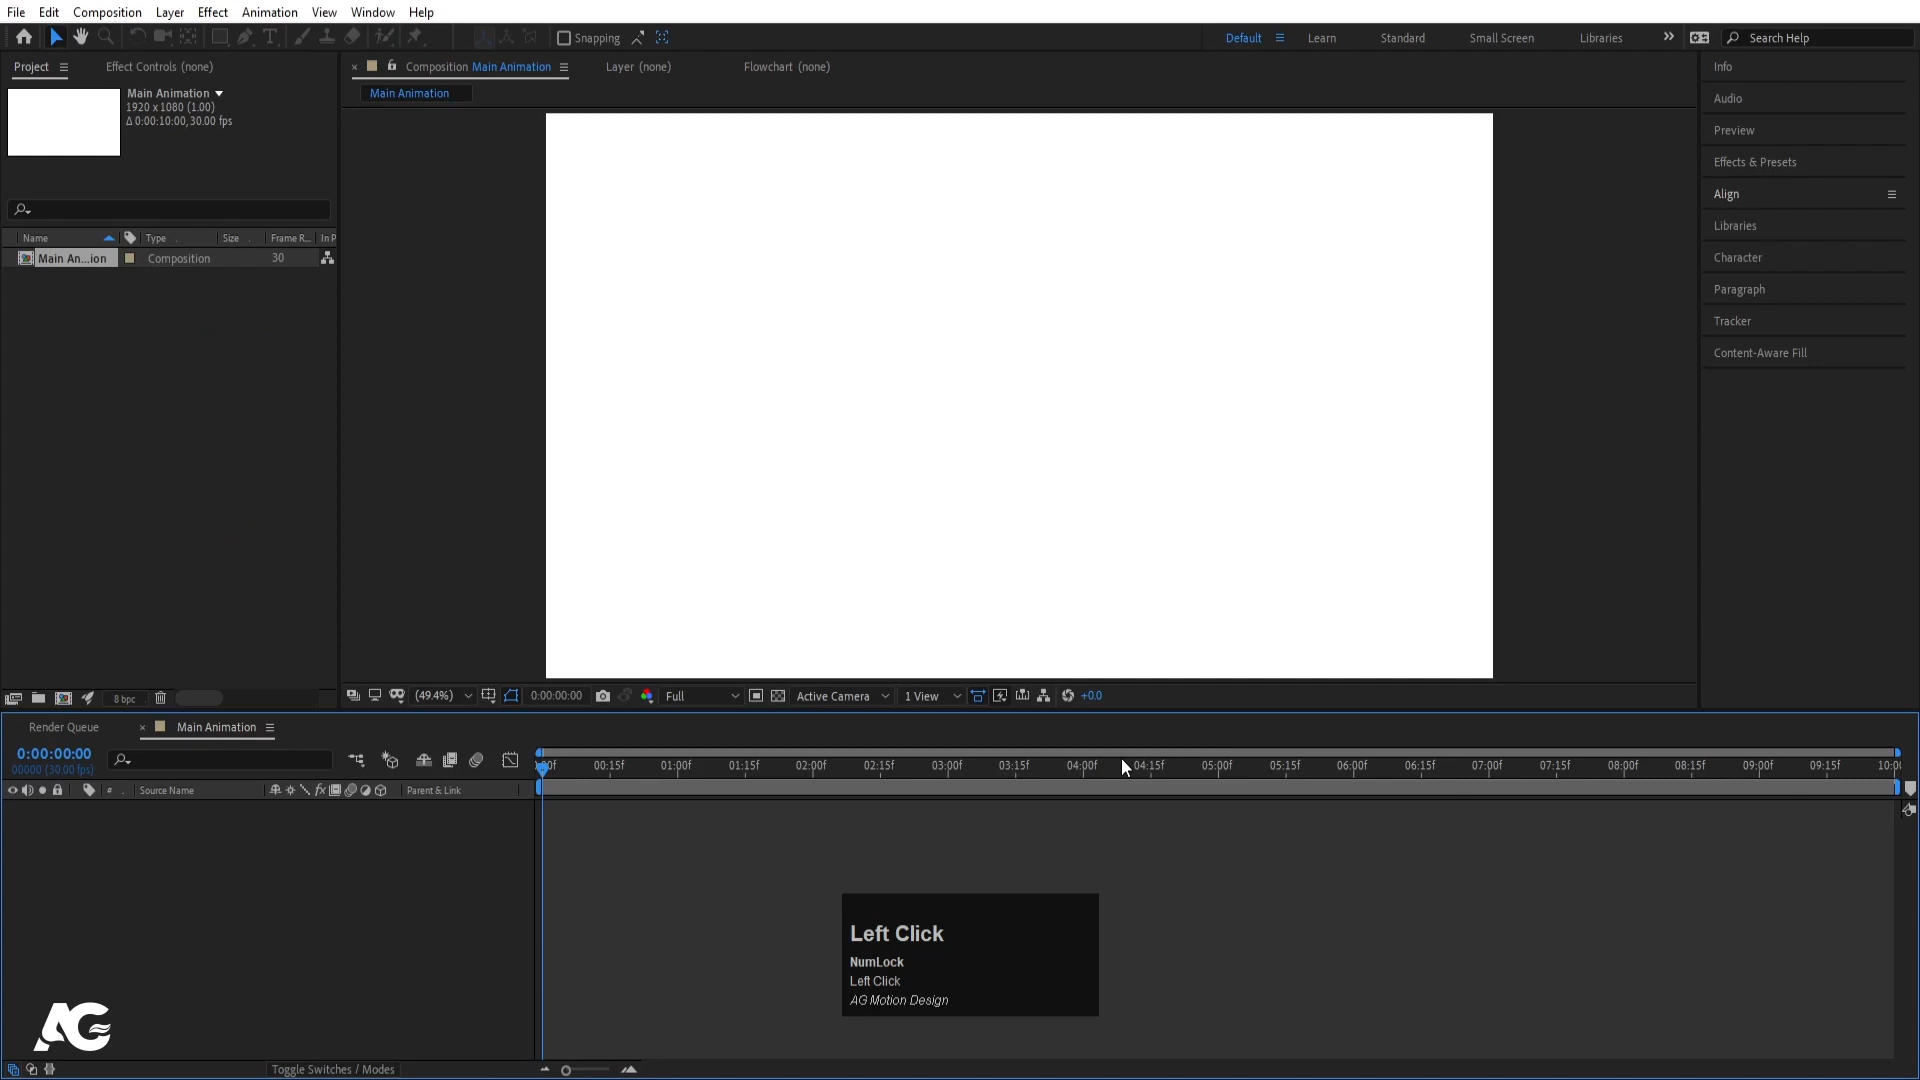 File Edit Composition Layer Effect Animation View Window Help
Snapping Default Learn Standard Small Screen Libraries Search Help
Project Effect Controls (none)
Composition Main Animation Layer (none) Flowchart (none)
Main Animation
Main Animation
1920 x 1080 (1.00)
Δ 0:00:10:00, 30.00 fps
Name Type Size Frame R... In P
Main An...ion Composition 30
Info
Audio
Preview
Effects & Presets
Align
Libraries
Character
Paragraph
Tracker
Content-Aware Fill
8 bpc
(49.4%) 0:00:00:00 Full Active Camera 1 View +0.0
Render Queue Main Animation
0:00:00:00
00000 (30.00 fps)
00f 00:15f 01:00f 01:15f 02:00f 02:15f 03:00f 03:15f 04:00f 04:15f 05:00f 05:15f 06:00f 06:15f 07:00f 07:15f 08:00f 08:15f 09:00f 09:15f 10:0
# Source Name fx Parent & Link
Left Click
NumLock
Left Click
AG Motion Design
AG
Toggle Switches / Modes